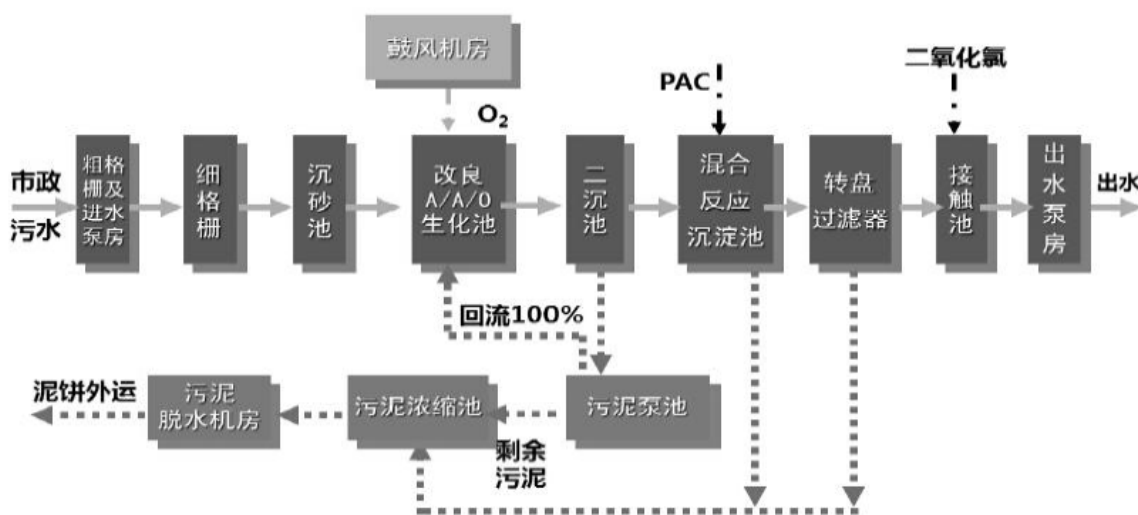 鼓风机房
二氧化氯
PAC
O₂
市政
污水
粗格
栅及
进水
泵房
细
格
栅
沉
砂
池
改良
A/A/O
生化池
二
沉
池
混合
反应
沉淀池
转盘
过滤器
接
触
池
出
水
泵
房
出水
回流100%
泥饼外运
污泥
脱水机房
污泥浓缩池
污泥泵池
剩余
污泥